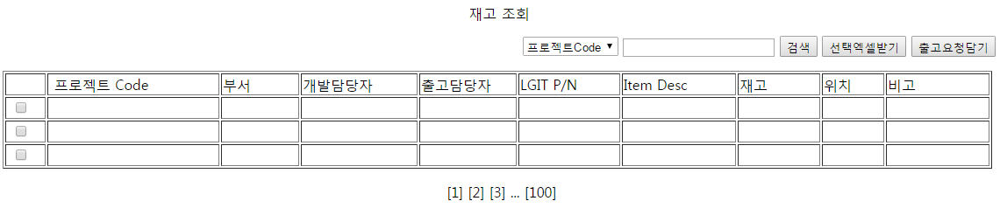 재고 조회
프로젝트Code 검색 선택엑셀받기 출고요청담기
프로젝트 Code 부서 개발담당자 출고담당자 LGIT P/N Item Desc 재고 위치 비고
[1] [2] [3] ... [100]